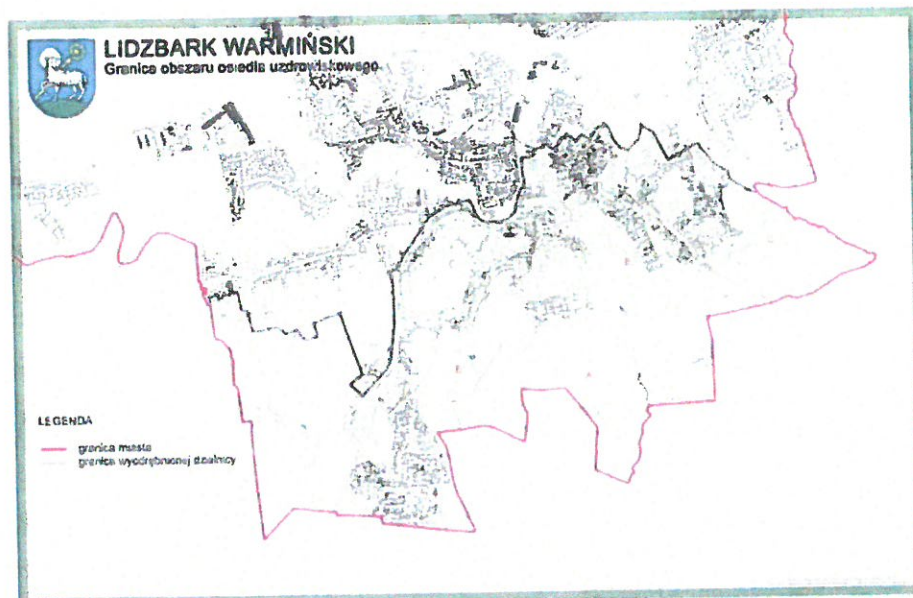 LIDZBARK WARMIŃSKI
Granica obszaru osiedla uzdrowiskowego
LEGENDA
granica miasta
granica wyodrębnionej dzielnicy